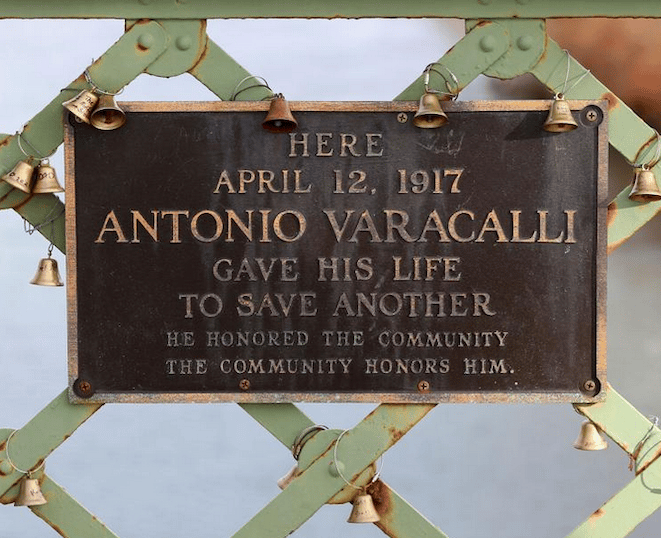 HERE
APRIL 12, 1917
ANTONIO VARACALLI
GAVE HIS LIFE
TO SAVE ANOTHER
HE HONORED THE COMMUNITY
THE COMMUNITY HONORS HIM.